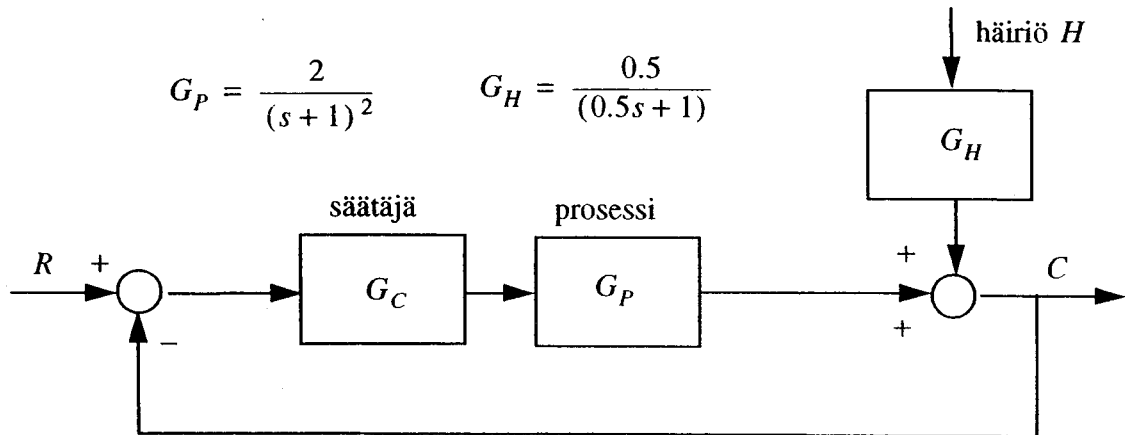 häiriö H
G_P = 2 / (s + 1)^2
G_H = 0.5 / (0.5s + 1)
G_H
säätäjä
prosessi
R
+
G_C
G_P
+
C
+
−